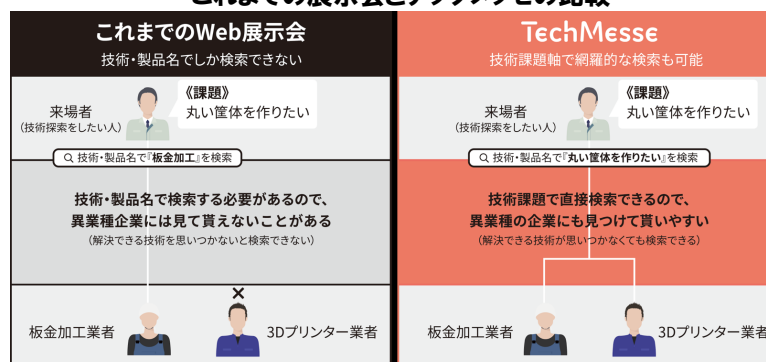 これまでの展示会とテックメッセの比較
これまでのWeb展示会
技術・製品名でしか検索できない
来場者
(技術探索をしたい人)
《課題》
丸い筐体を作りたい
技術・製品名で『板金加工』を検索
技術・製品名で検索する必要があるので、
異業種企業には見て貰えないことがある
(解決できる技術を思いつかないと検索できない)
×
板金加工業者
3Dプリンター業者
TechMesse
技術課題軸で網羅的な検索も可能
来場者
(技術探索をしたい人)
《課題》
丸い筐体を作りたい
技術・製品名で『丸い筐体を作りたい』を検索
技術課題で直接検索できるので、
異業種の企業にも見つけて貰いやすい
(解決できる技術が思いつかなくても検索できる)
板金加工業者
3Dプリンター業者